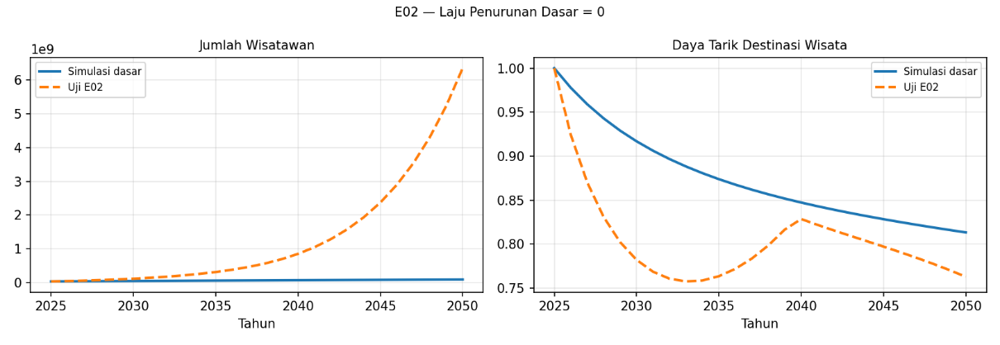 E02 — Laju Penurunan Dasar = 0
Jumlah Wisatawan
1e9
Simulasi dasar
Uji E02
6
5
4
3
2
1
0
2025 2030 2035 2040 2045 2050
Tahun
Daya Tarik Destinasi Wisata
Simulasi dasar
Uji E02
1.00
0.95
0.90
0.85
0.80
0.75
2025 2030 2035 2040 2045 2050
Tahun